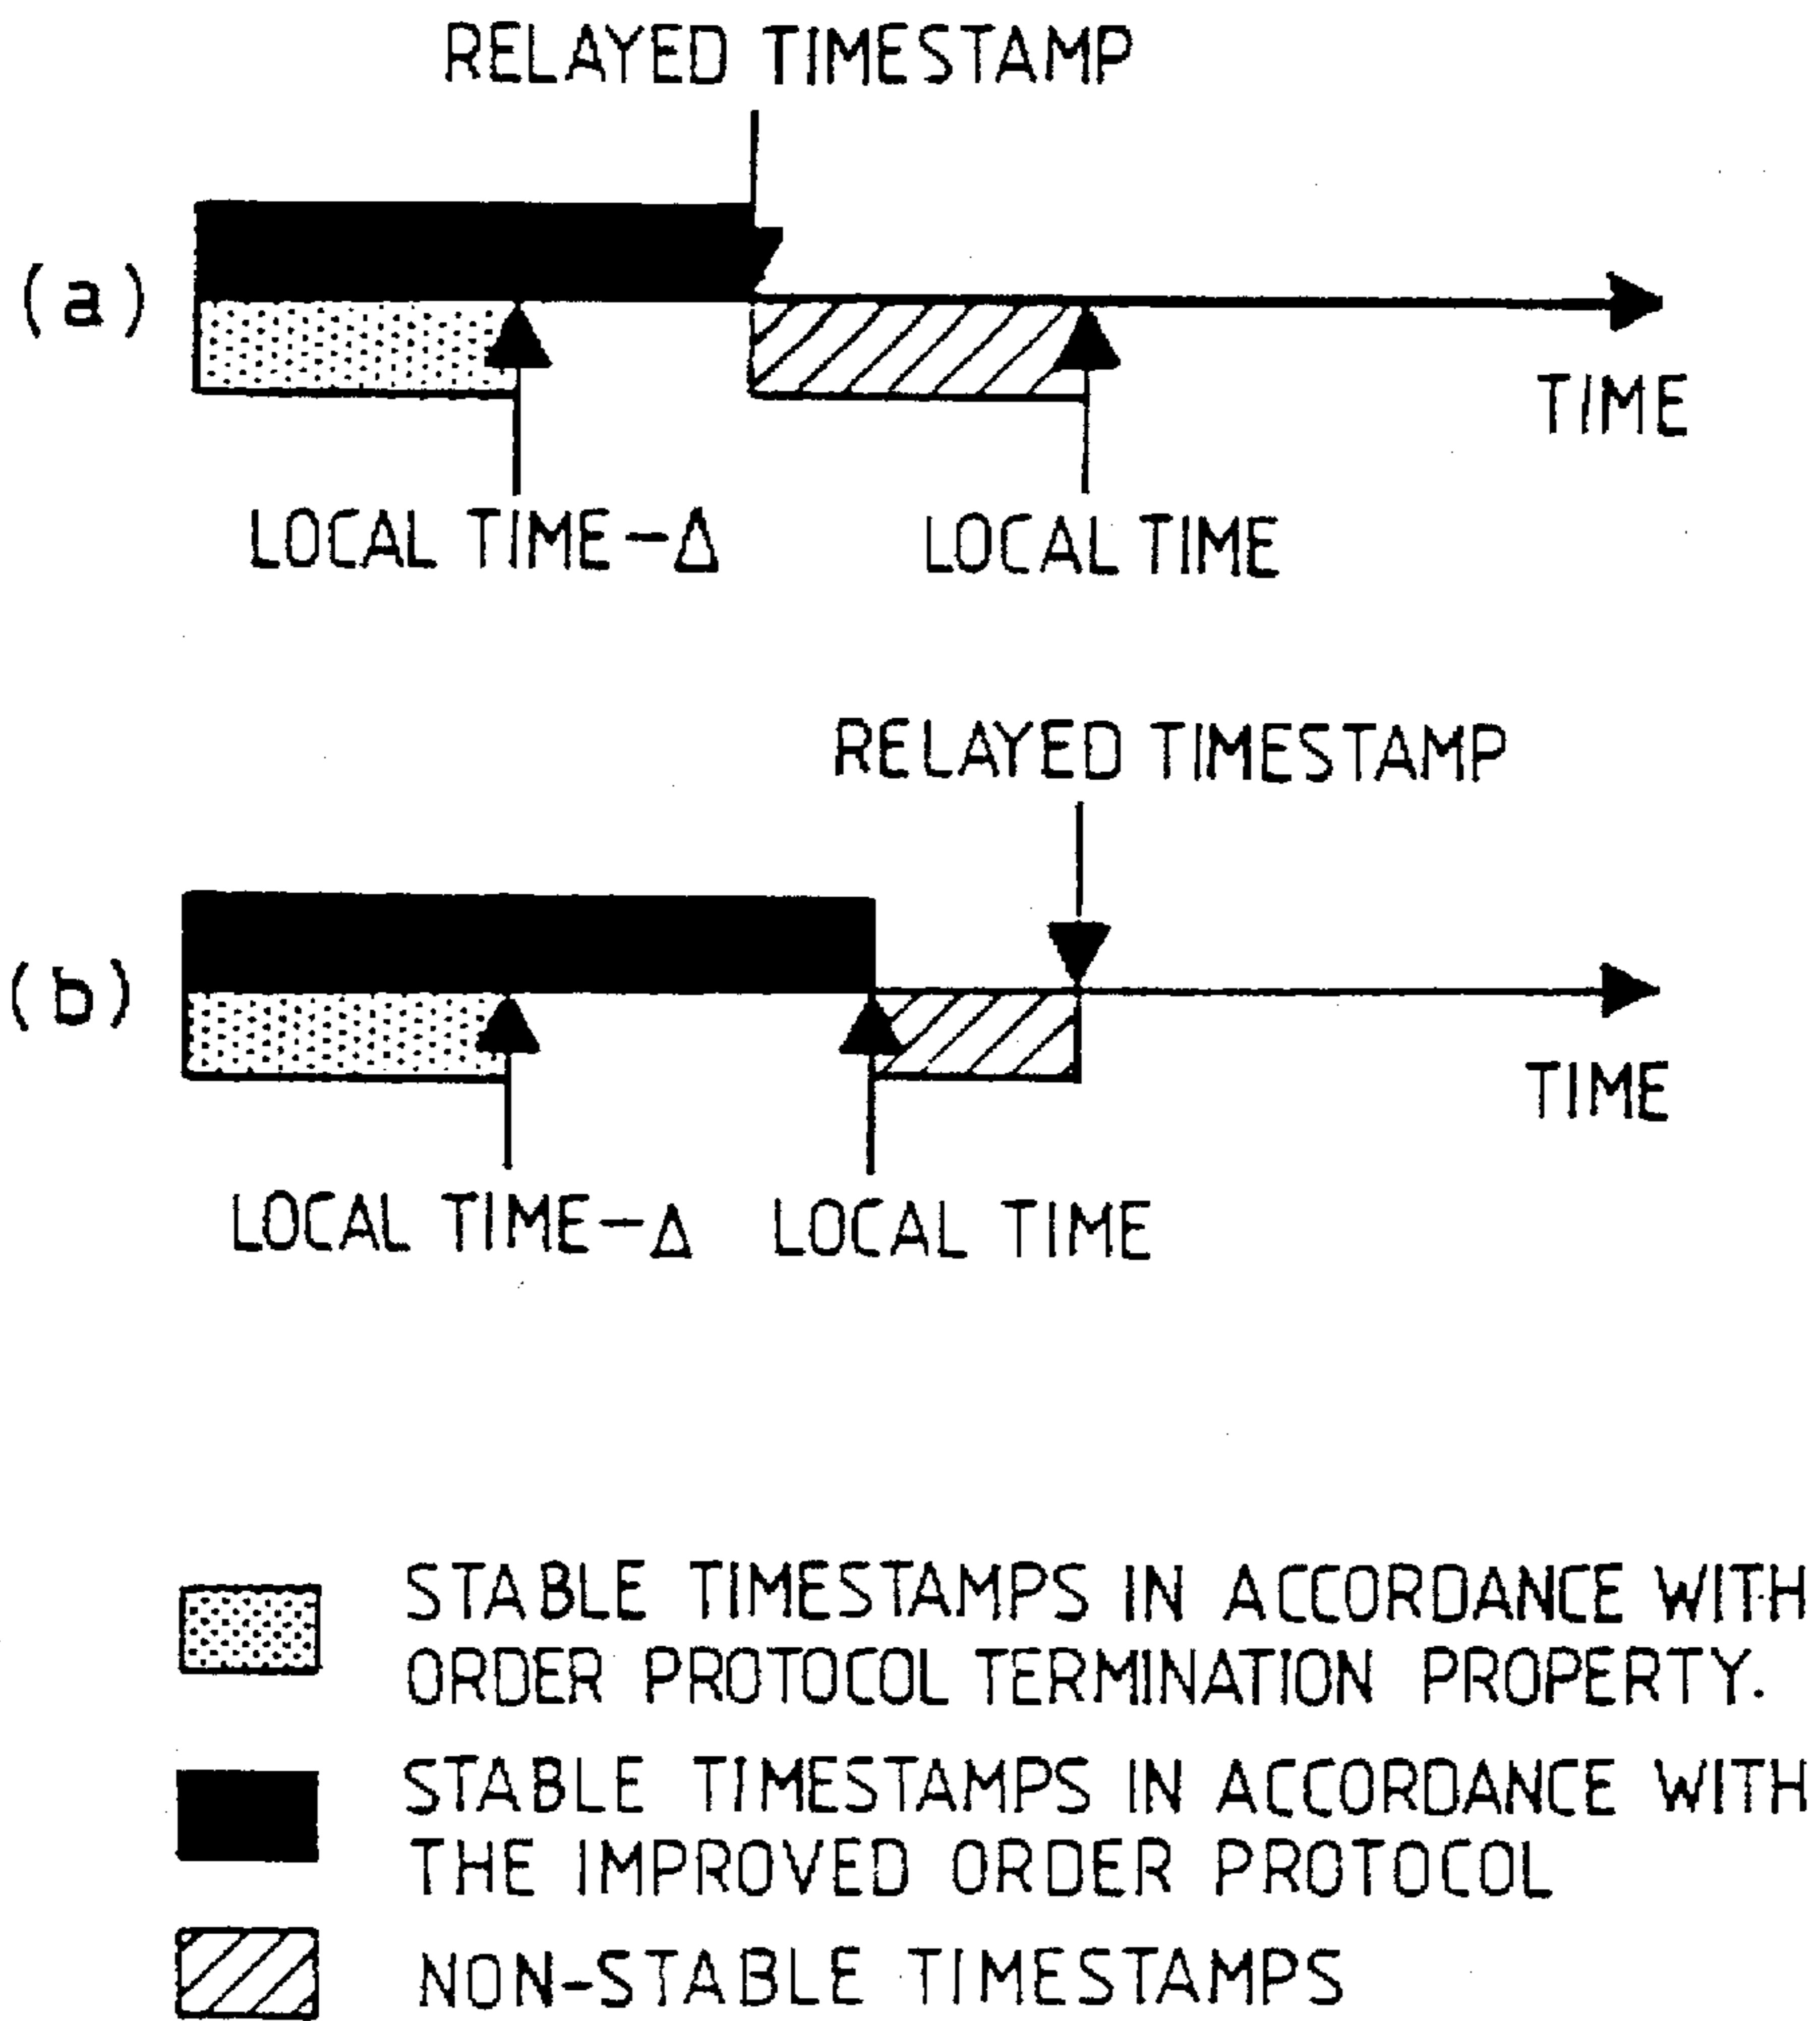 RELAYED TIMESTAMP
(a)
TIME
LOCAL TIME-Δ
LOCAL TIME
RELAYED TIMESTAMP
(b)
TIME
LOCAL TIME-Δ
LOCAL TIME
STABLE TIMESTAMPS IN ACCORDANCE WITH
ORDER PROTOCOL TERMINATION PROPERTY.
STABLE TIMESTAMPS IN ACCORDANCE WITH
THE IMPROVED ORDER PROTOCOL
NON-STABLE TIMESTAMPS